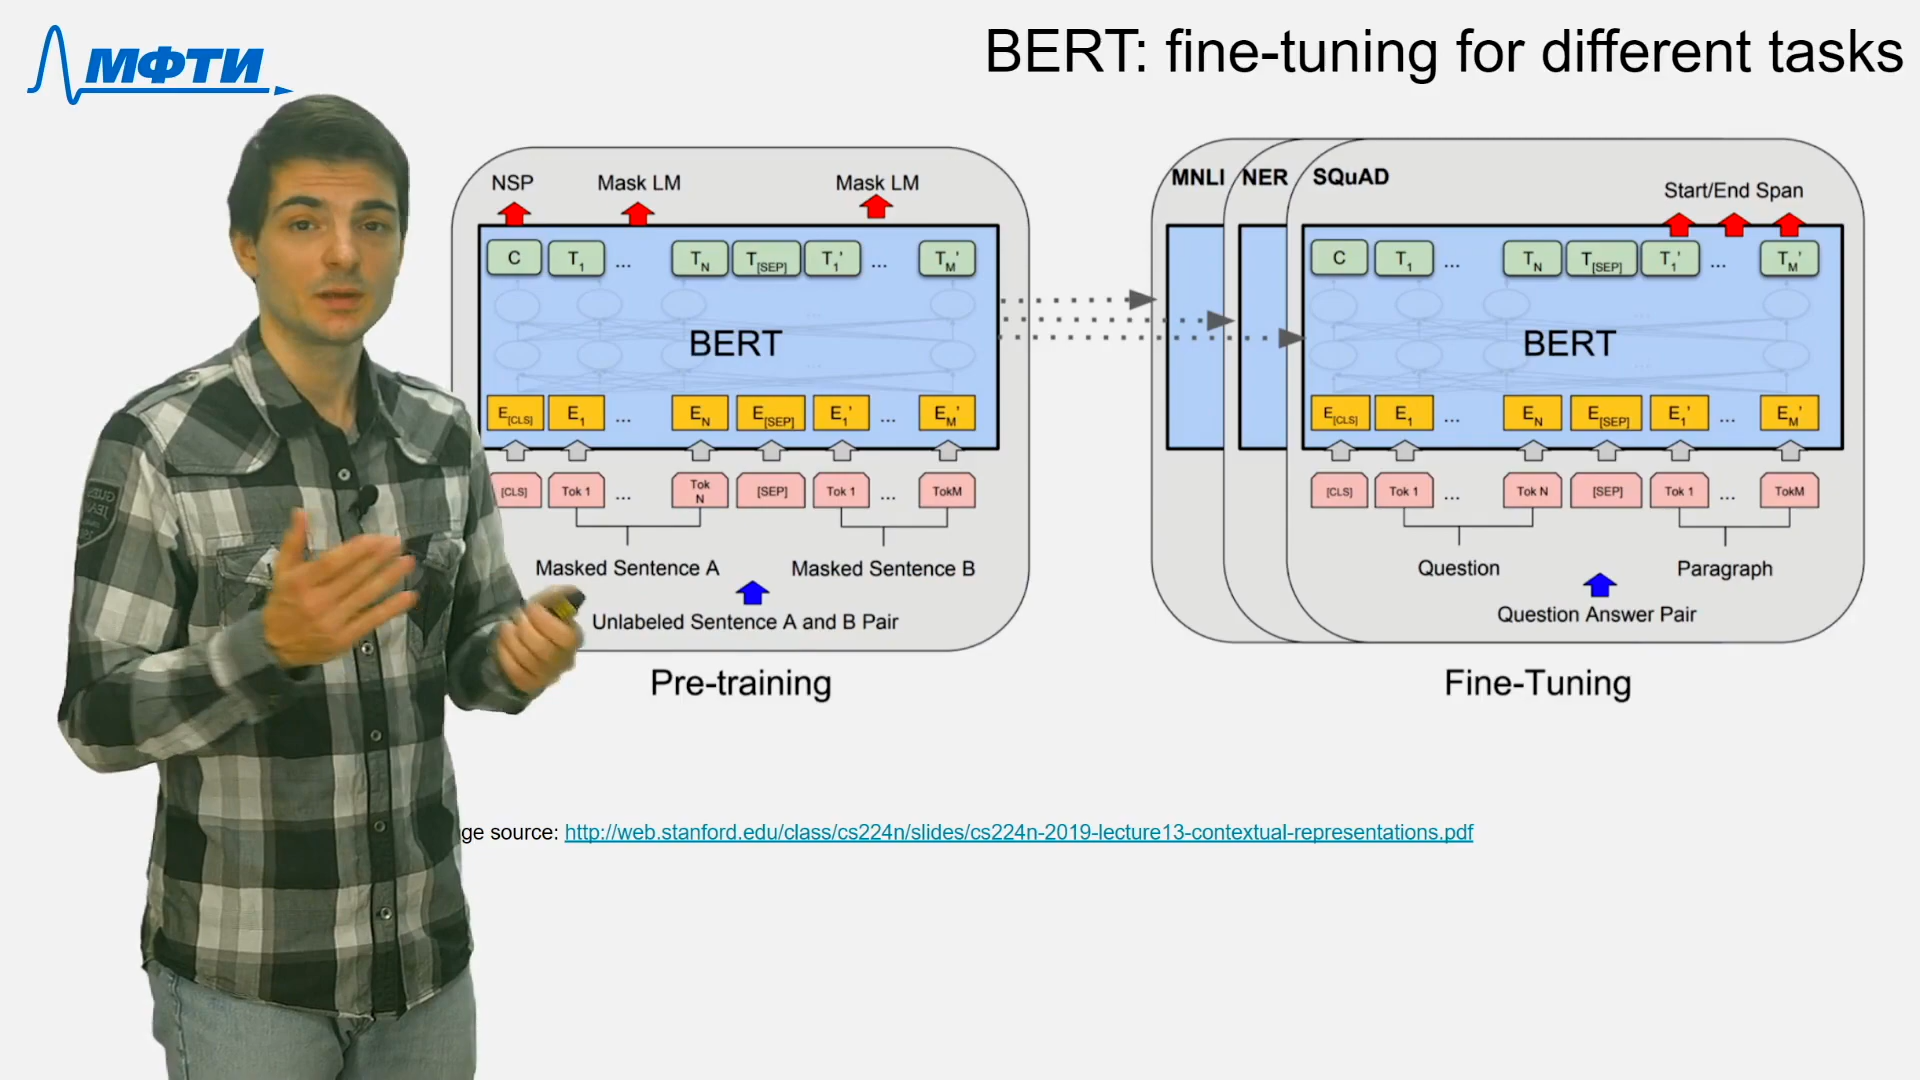 МФТИ
BERT: fine-tuning for different tasks
NSP Mask LM Mask LM
C T1 ... TN T[SEP] T1' ... TM'
BERT
E[CLS] E1 ... EN E[SEP] E1' ... EM'
[CLS] Tok 1 ... Tok N [SEP] Tok 1 ... TokM
Masked Sentence A Masked Sentence B
Unlabeled Sentence A and B Pair
Pre-training
MNLI NER SQuAD
Start/End Span
C T1 ... TN T[SEP] T1' ... TM'
BERT
E[CLS] E1 ... EN E[SEP] E1' ... EM'
[CLS] Tok 1 ... Tok N [SEP] Tok 1 ... TokM
Question Paragraph
Question Answer Pair
Fine-Tuning
ge source: http://web.stanford.edu/class/cs224n/slides/cs224n-2019-lecture13-contextual-representations.pdf